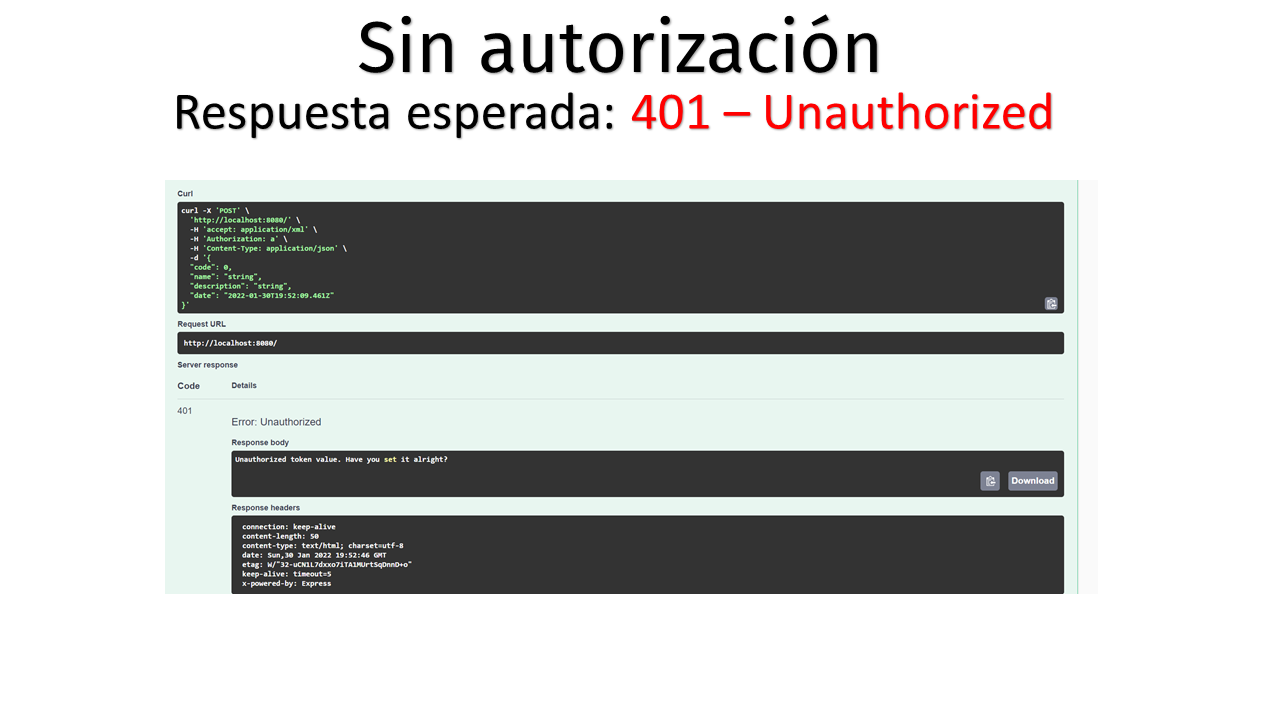 Sin autorización
Respuesta esperada: 401 – Unauthorized
Curl
curl -X 'POST' \
'http://localhost:8080/' \
-H 'accept: application/xml' \
-H 'Authorization: a' \
-H 'Content-Type: application/json' \
-d '{
"code": 0,
"name": "string",
"description": "string",
"date": "2022-01-30T19:52:09.461Z"
}'
Request URL
http://localhost:8080/
Server response
Code Details
401
Error: Unauthorized
Response body
Unauthorized token value. Have you set it alright?
Download
Response headers
connection: keep-alive
content-length: 50
content-type: text/html; charset=utf-8
date: Sun,30 Jan 2022 19:52:46 GMT
etag: W/"32-uCN1L7dxxo7iTA1MUrtSqDnnD+o"
keep-alive: timeout=5
x-powered-by: Express